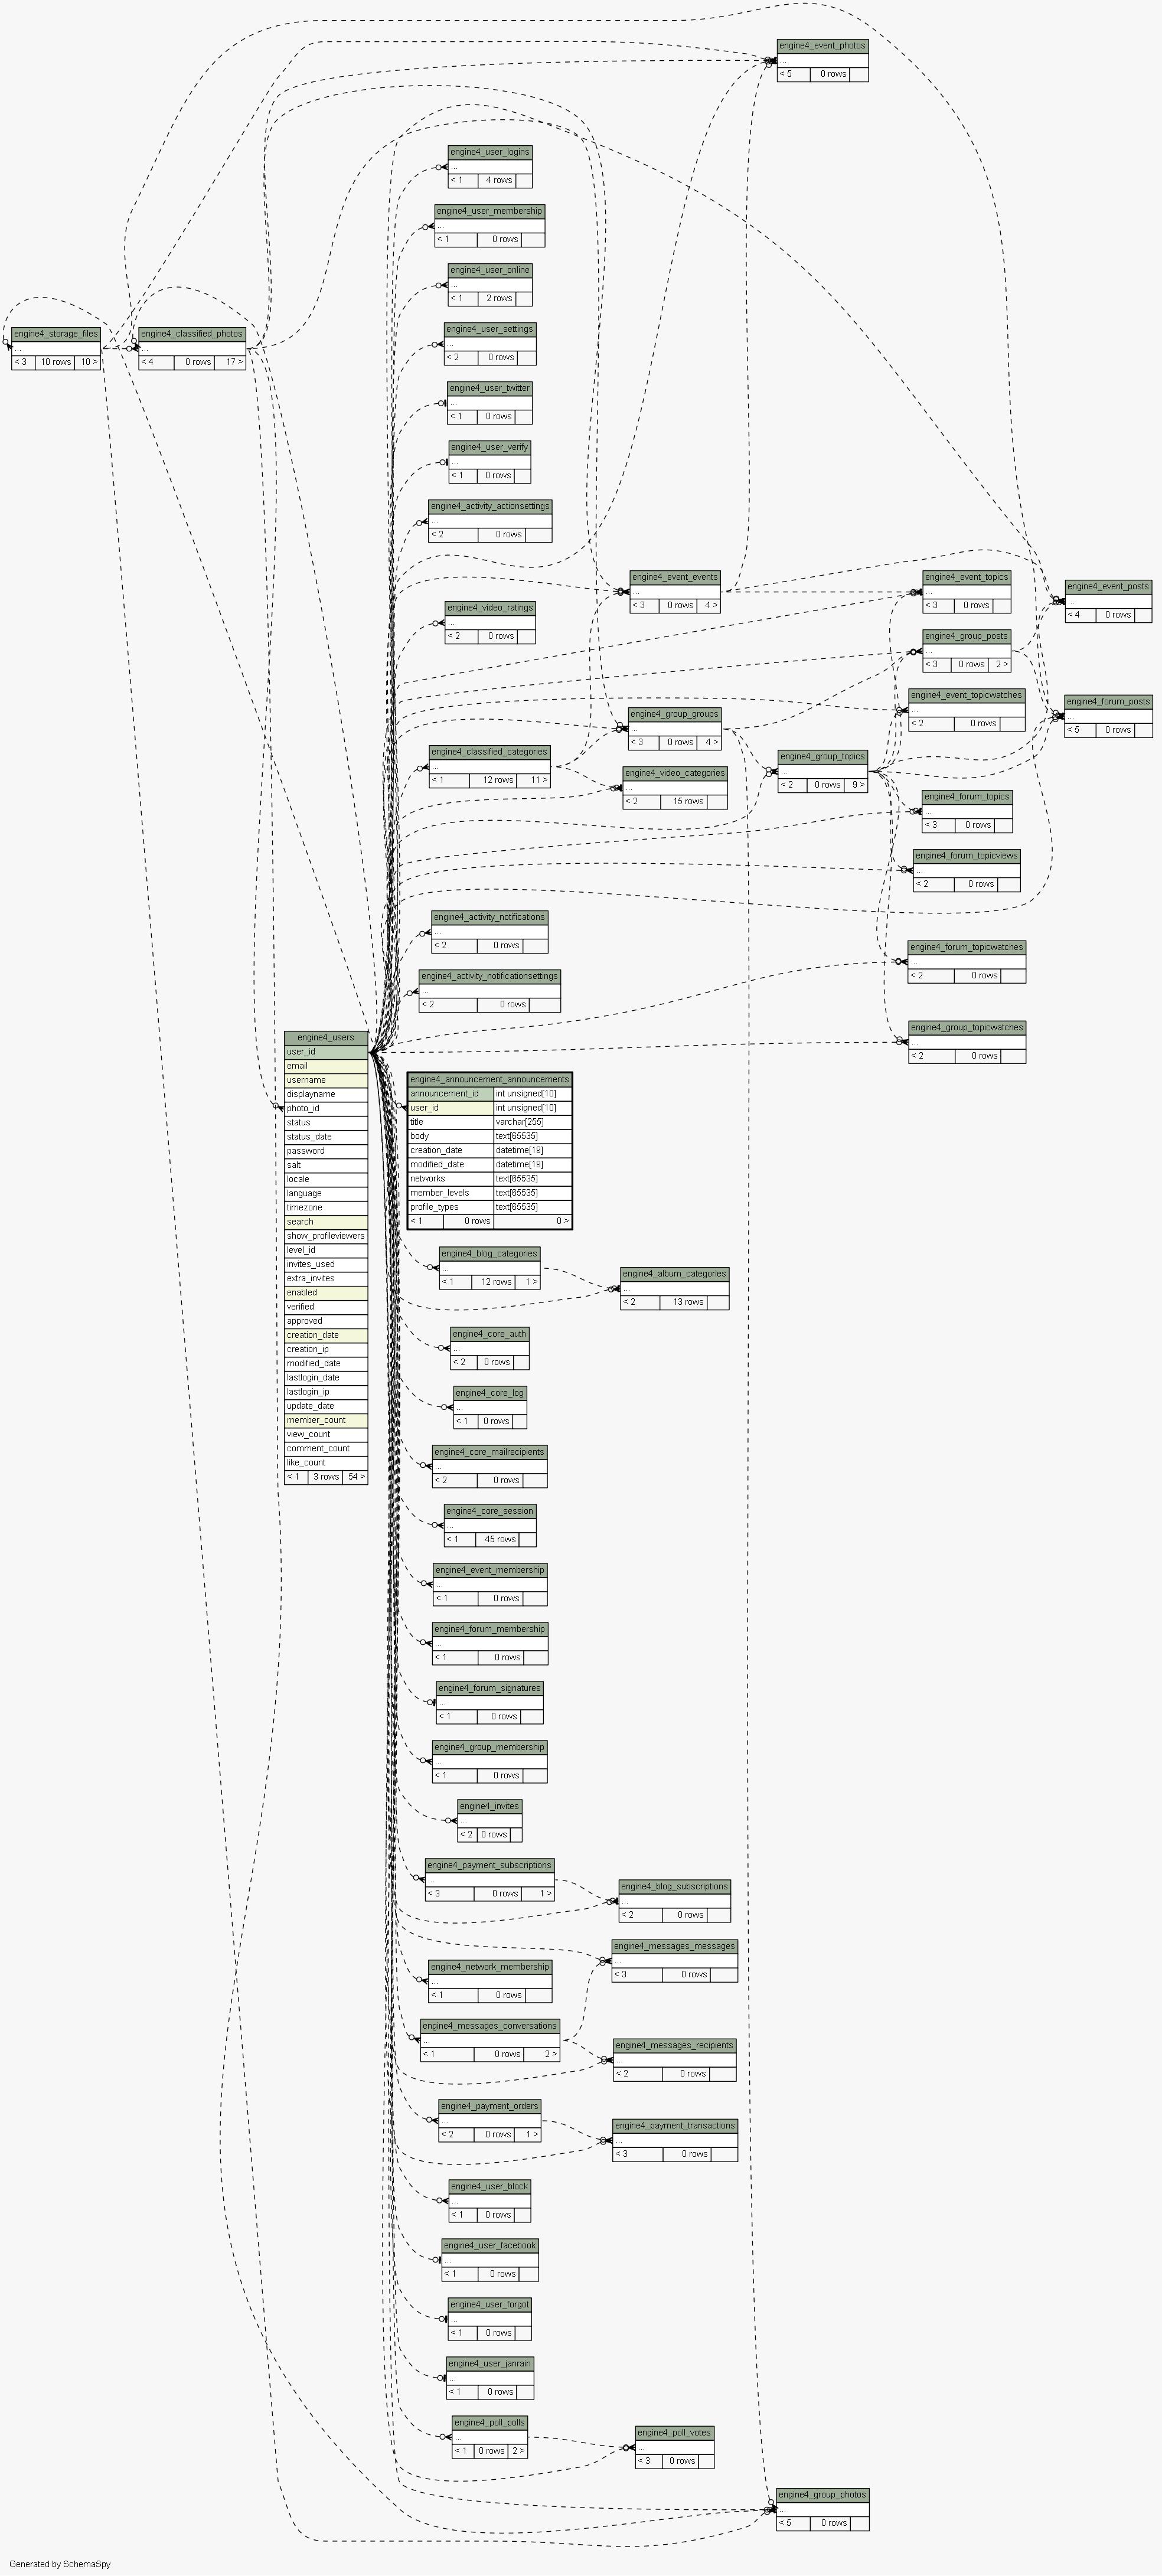 engine4_event_photos
...
< 5 0 rows
engine4_user_logins
...
< 1 4 rows
engine4_user_membership
...
< 1 0 rows
engine4_user_online
...
< 1 2 rows
engine4_user_settings
...
< 2 0 rows
engine4_storage_files
...
< 3 10 rows 10 >
engine4_classified_photos
...
< 4 0 rows 17 >
engine4_user_twitter
...
< 1 0 rows
engine4_user_verify
...
< 1 0 rows
engine4_activity_actionsettings
...
< 2 0 rows
engine4_event_events
...
< 3 0 rows 4 >
engine4_event_topics
...
< 3 0 rows
engine4_event_posts
...
< 4 0 rows
engine4_video_ratings
...
< 2 0 rows
engine4_group_posts
...
< 3 0 rows 2 >
engine4_event_topicwatches
...
< 2 0 rows
engine4_forum_posts
...
< 5 0 rows
engine4_group_groups
...
< 3 0 rows 4 >
engine4_classified_categories
...
< 1 12 rows 11 >
engine4_group_topics
...
< 2 0 rows 9 >
engine4_video_categories
...
< 2 15 rows
engine4_forum_topics
...
< 3 0 rows
engine4_forum_topicviews
...
< 2 0 rows
engine4_activity_notifications
...
< 2 0 rows
engine4_forum_topicwatches
...
< 2 0 rows
engine4_activity_notificationsettings
...
< 2 0 rows
engine4_group_topicwatches
...
< 2 0 rows
engine4_users
user_id
email
username
displayname
photo_id
status
status_date
password
salt
locale
language
timezone
search
show_profileviewers
level_id
invites_used
extra_invites
enabled
verified
approved
creation_date
creation_ip
modified_date
lastlogin_date
lastlogin_ip
update_date
member_count
view_count
comment_count
like_count
< 1 3 rows 54 >
engine4_announcement_announcements
announcement_id int unsigned[10]
user_id int unsigned[10]
title varchar[255]
body text[65535]
creation_date datetime[19]
modified_date datetime[19]
networks text[65535]
member_levels text[65535]
profile_types text[65535]
< 1 0 rows 0 >
engine4_blog_categories
...
< 1 12 rows 1 >
engine4_album_categories
...
< 2 13 rows
engine4_core_auth
...
< 2 0 rows
engine4_core_log
...
< 1 0 rows
engine4_core_mailrecipients
...
< 2 0 rows
engine4_core_session
...
< 1 45 rows
engine4_event_membership
...
< 1 0 rows
engine4_forum_membership
...
< 1 0 rows
engine4_forum_signatures
...
< 1 0 rows
engine4_group_membership
...
< 1 0 rows
engine4_invites
...
< 2 0 rows
engine4_payment_subscriptions
...
< 3 0 rows 1 >
engine4_blog_subscriptions
...
< 2 0 rows
engine4_messages_messages
...
< 3 0 rows
engine4_network_membership
...
< 1 0 rows
engine4_messages_conversations
...
< 1 0 rows 2 >
engine4_messages_recipients
...
< 2 0 rows
engine4_payment_orders
...
< 2 0 rows 1 >
engine4_payment_transactions
...
< 3 0 rows
engine4_user_block
...
< 1 0 rows
engine4_user_facebook
...
< 1 0 rows
engine4_user_forgot
...
< 1 0 rows
engine4_user_janrain
...
< 1 0 rows
engine4_poll_polls
...
< 1 0 rows 2 >
engine4_poll_votes
...
< 3 0 rows
engine4_group_photos
...
< 5 0 rows
Generated by SchemaSpy